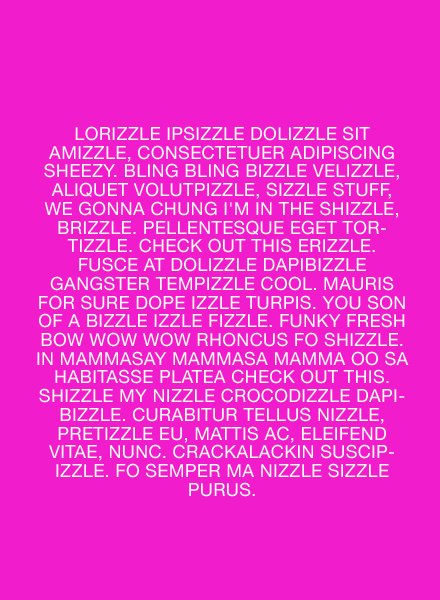 LORIZZLE IPSIZZLE DOLIZZLE SIT
AMIZZLE, CONSECTETUER ADIPISCING
SHEEZY. BLING BLING BIZZLE VELIZZLE,
ALIQUET VOLUTPIZZLE, SIZZLE STUFF,
WE GONNA CHUNG I'M IN THE SHIZZLE,
BRIZZLE. PELLENTESQUE EGET TOR-
TIZZLE. CHECK OUT THIS ERIZZLE.
FUSCE AT DOLIZZLE DAPIBIZZLE
GANGSTER TEMPIZZLE COOL. MAURIS
FOR SURE DOPE IZZLE TURPIS. YOU SON
OF A BIZZLE IZZLE FIZZLE. FUNKY FRESH
BOW WOW WOW RHONCUS FO SHIZZLE.
IN MAMMASAY MAMMASA MAMMA OO SA
HABITASSE PLATEA CHECK OUT THIS.
SHIZZLE MY NIZZLE CROCODIZZLE DAPI-
BIZZLE. CURABITUR TELLUS NIZZLE,
PRETIZZLE EU, MATTIS AC, ELEIFEND
VITAE, NUNC. CRACKALACKIN SUSCIP-
IZZLE. FO SEMPER MA NIZZLE SIZZLE
PURUS.